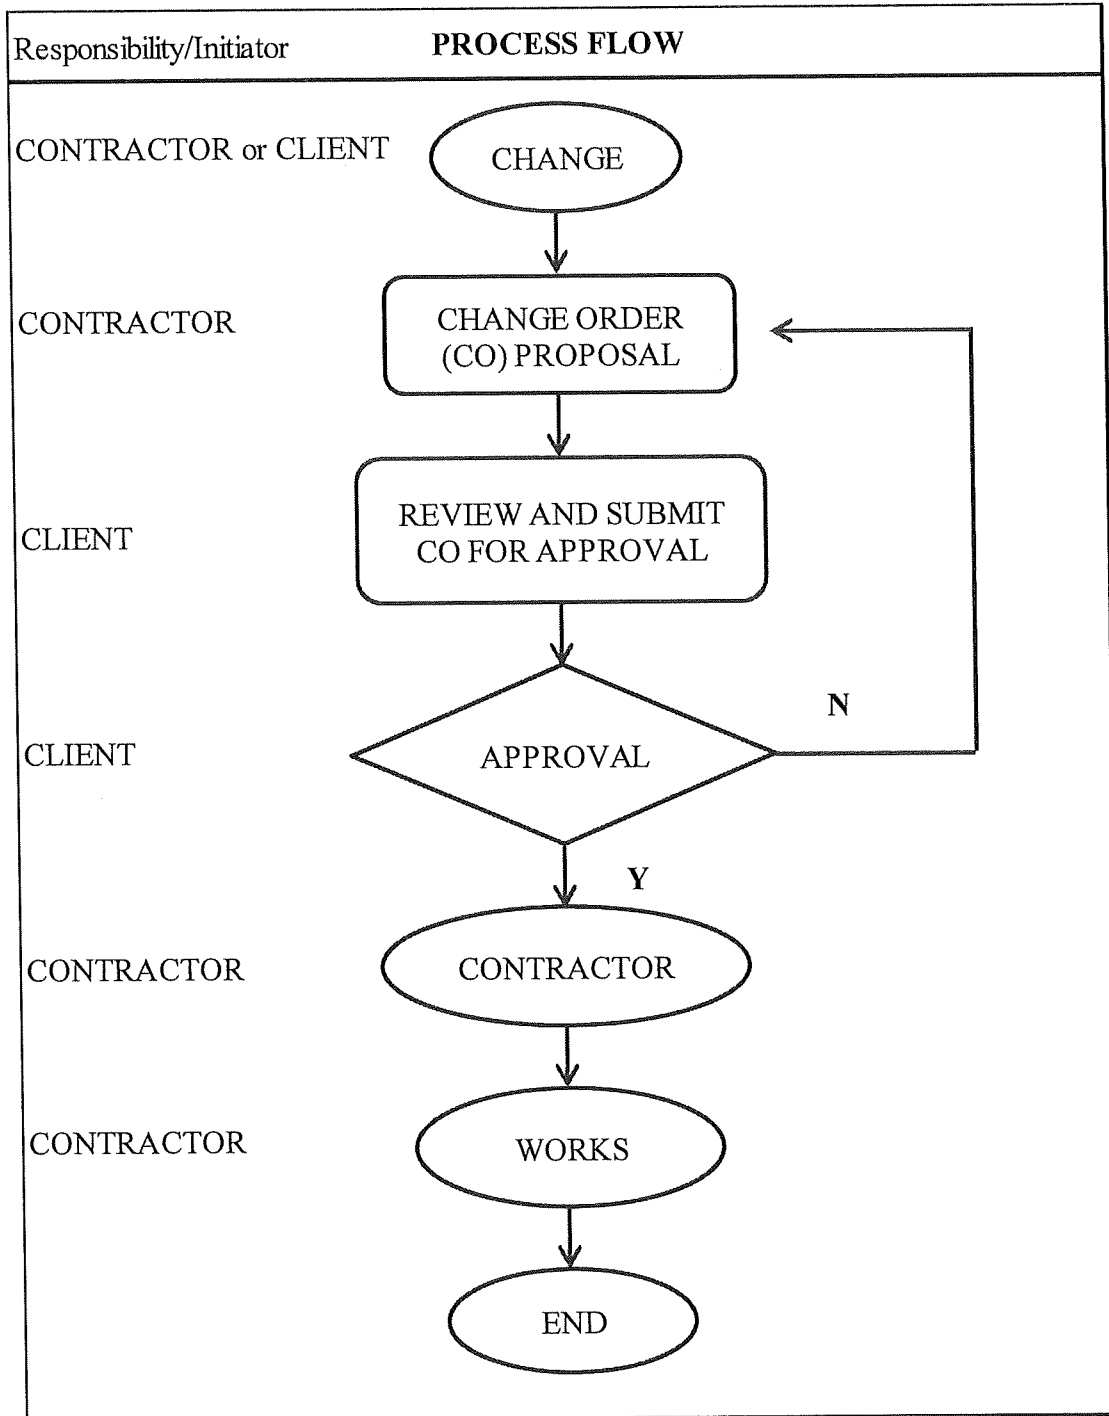 Responsibility/Initiator PROCESS FLOW
CONTRACTOR or CLIENT CHANGE
CONTRACTOR CHANGE ORDER
(CO) PROPOSAL
REVIEW AND SUBMIT
CLIENT CO FOR APPROVAL
N
CLIENT APPROVAL
Y
CONTRACTOR CONTRACTOR
CONTRACTOR WORKS
END